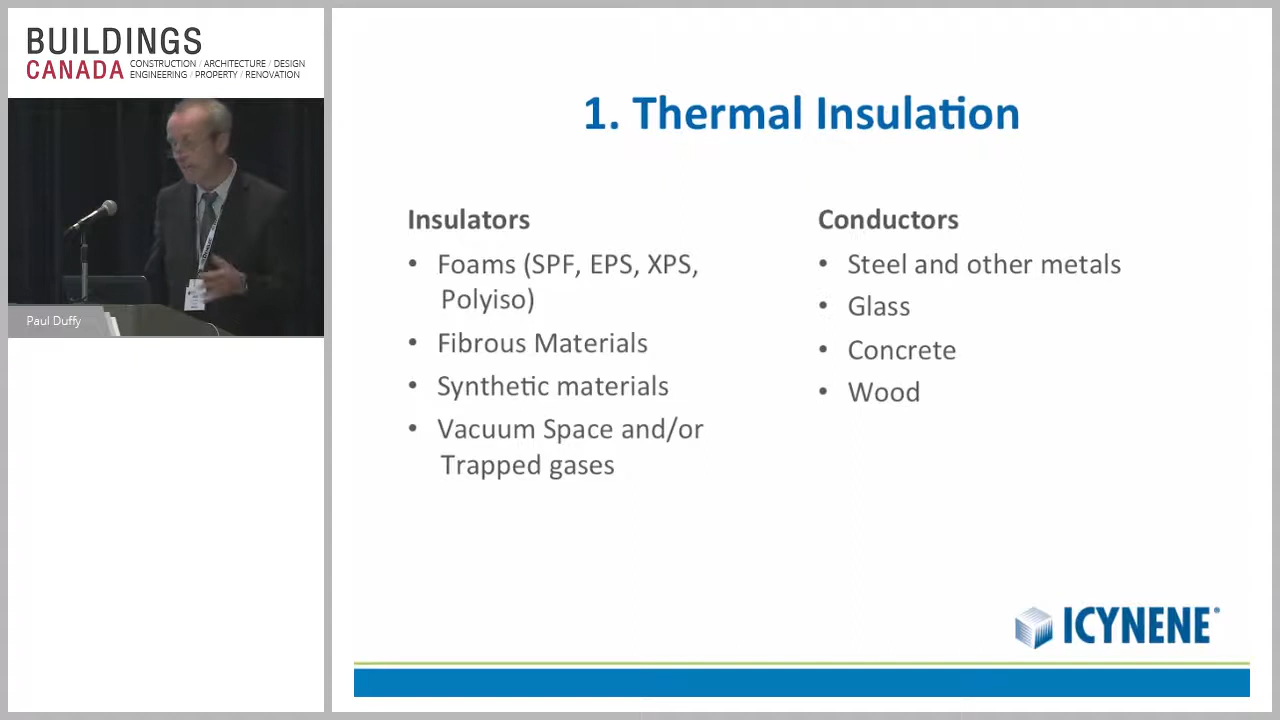 BUILDINGS
CANADA CONSTRUCTION / ARCHITECTURE / DESIGN
ENGINEERING / PROPERTY / RENOVATION
Paul Duffy
1. Thermal Insulation
Insulators
• Foams (SPF, EPS, XPS,
Polyiso)
• Fibrous Materials
• Synthetic materials
• Vacuum Space and/or
Trapped gases
Conductors
• Steel and other metals
• Glass
• Concrete
• Wood
ICYNENE®